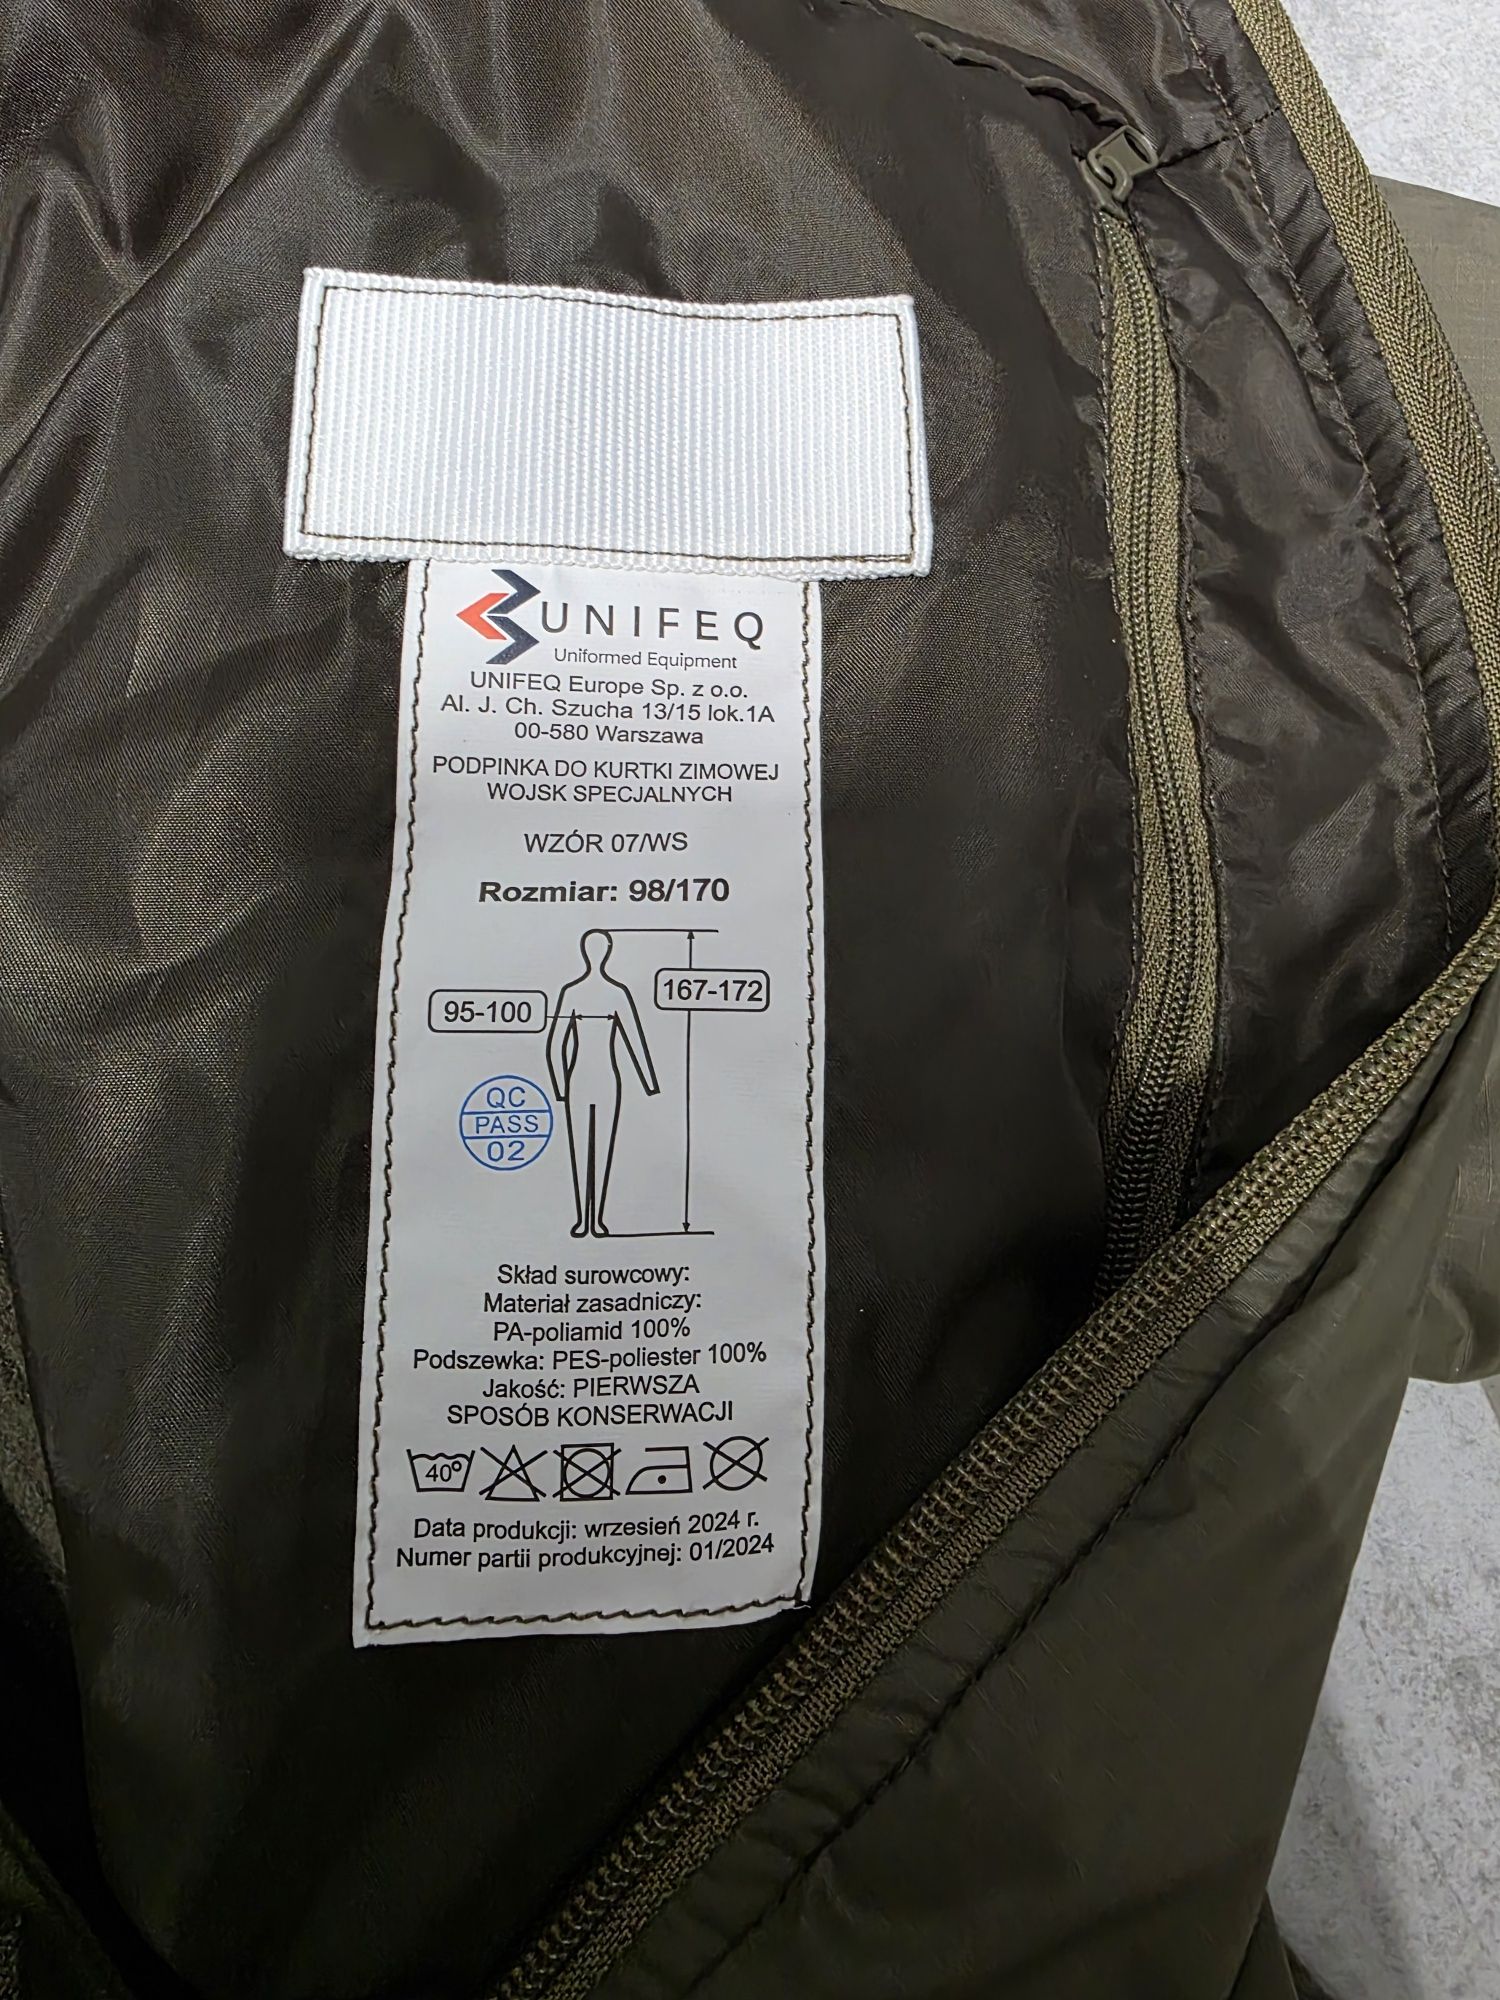 UNIFEQ
Uniformed Equipment
UNIFEQ Europe Sp. z o.o.
Al. J. Ch. Szucha 13/15 lok.1A
00-580 Warszawa
PODPINKA DO KURTKI ZIMOWEJ
WOJSK SPECJALNYCH
WZÓR 07/WS
Rozmiar: 98/170
167-172
95-100
QC
PASS
02
Skład surowcowy:
Materiał zasadniczy:
PA-poliamid 100%
Podszewka: PES-poliester 100%
Jakość: PIERWSZA
SPOSÓB KONSERWACJI
40°
Data produkcji: wrzesień 2024 r.
Numer partii produkcyjnej: 01/2024